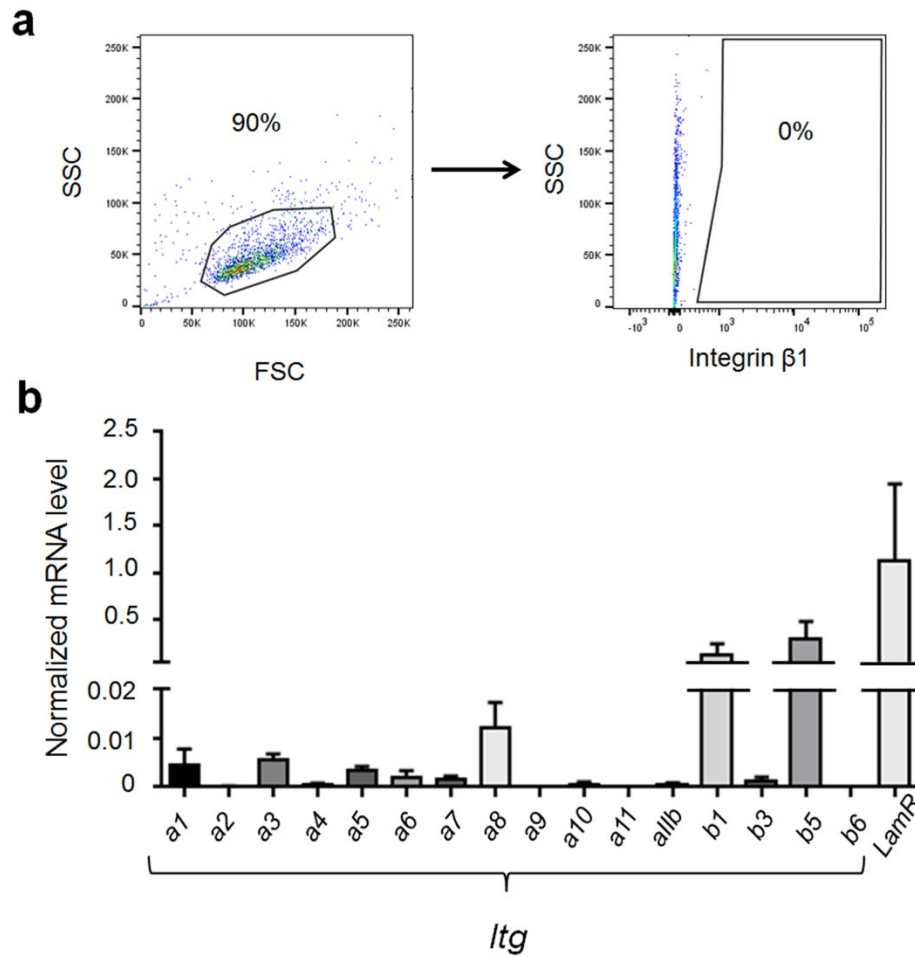 a
250K
200K
150K
100K
50K
0
SSC
90%
0
50K
100K
150K
200K
250K
FSC
250K
200K
150K
100K
50K
0
SSC
0%
-10³
0
10³
10⁴
10⁵
Integrin β1
b
Normalized mRNA level
2.5
2.0
1.5
1.0
0.5
0.02
0.01
0
a1
a2
a3
a4
a5
a6
a7
a8
a9
a10
a11
aIIb
b1
b3
b5
b6
LamR
Itg